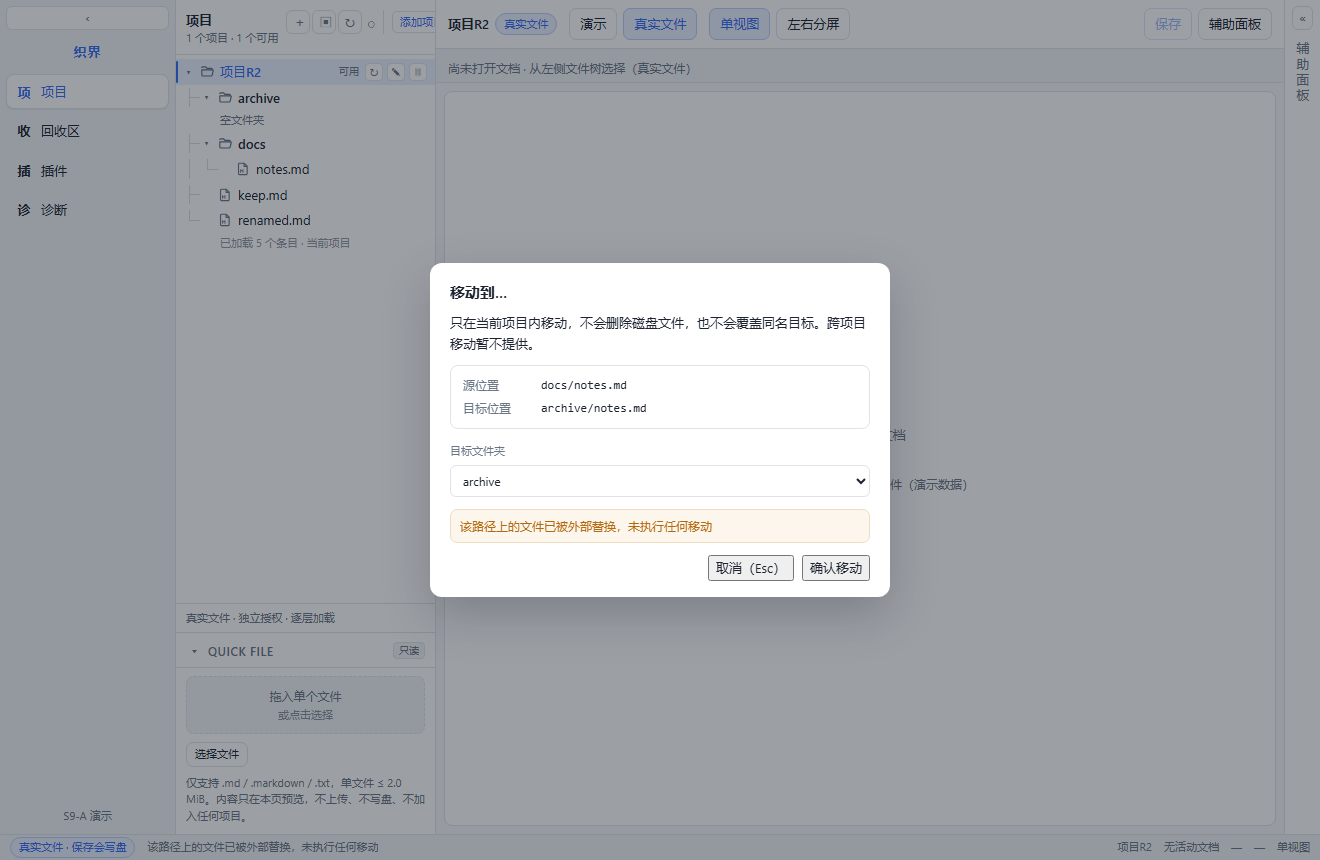 ‹
织界
项 项目
收 回收区
插 插件
诊 诊断
S9-A 演示
项目
1 个项目 · 1 个可用
添加项
项目R2 可用
archive
空文件夹
docs
notes.md
keep.md
renamed.md
已加载 5 个条目 · 当前项目
真实文件 · 独立授权 · 逐层加载
QUICK FILE 只读
拖入单个文件
或点击选择
选择文件
仅支持 .md / .markdown / .txt，单文件 ≤ 2.0
MiB。内容只在本页预览，不上传、不写盘、不加
入任何项目。
项目R2 真实文件 演示 真实文件 单视图 左右分屏 保存 辅助面板
尚未打开文档 · 从左侧文件树选择（真实文件）
文档
件（演示数据）
移动到...
只在当前项目内移动，不会删除磁盘文件，也不会覆盖同名目标。跨项目
移动暂不提供。
源位置 docs/notes.md
目标位置 archive/notes.md
目标文件夹
archive
该路径上的文件已被外部替换，未执行任何移动
取消（Esc） 确认移动
«
辅助面板
真实文件 · 保存会写盘 该路径上的文件已被外部替换，未执行任何移动 项目R2 无活动文档 — — 单视图